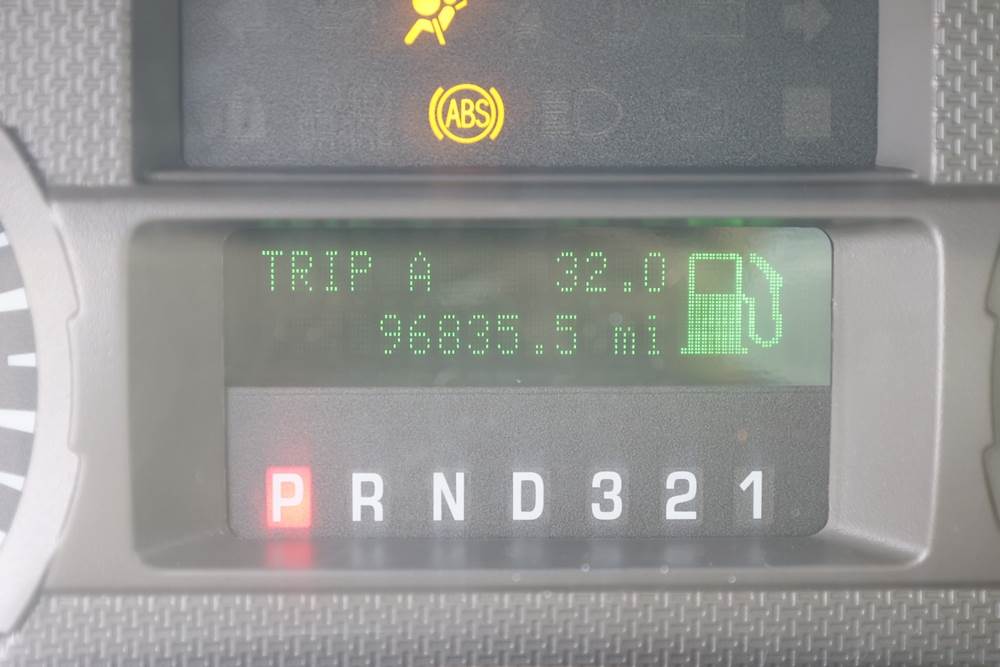 ABS
TRIP A 32.0
96835.5 mi
P R N D 3 2 1